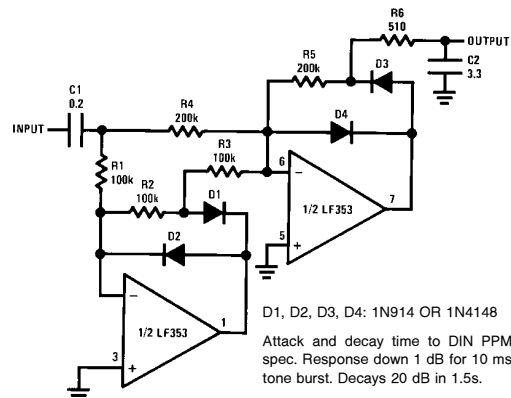 R6
510
OUTPUT
R5
200k
D3
C2
3.3
C1
0.2
R4
200k
D4
INPUT
R3
100k
R1
100k
R2
100k
D1
6
−
7
1/2 LF353
5
+
D2
−
1
1/2 LF353
3
+
D1, D2, D3, D4: 1N914 OR 1N4148
Attack and decay time to DIN PPM
spec. Response down 1 dB for 10 ms
tone burst. Decays 20 dB in 1.5s.